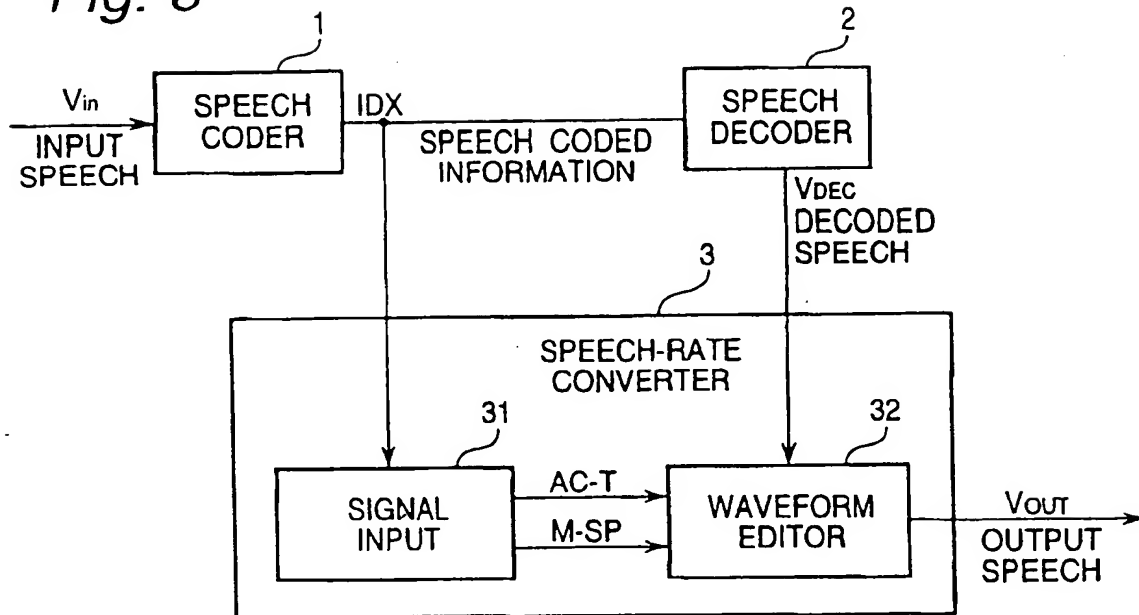 Fig. 8
1
2
Vin
INPUT
SPEECH
SPEECH
CODER
IDX
SPEECH CODED
INFORMATION
SPEECH
DECODER
VDEC
DECODED
SPEECH
3
SPEECH-RATE
CONVERTER
31
32
SIGNAL
INPUT
AC-T
M-SP
WAVEFORM
EDITOR
VOUT
OUTPUT
SPEECH